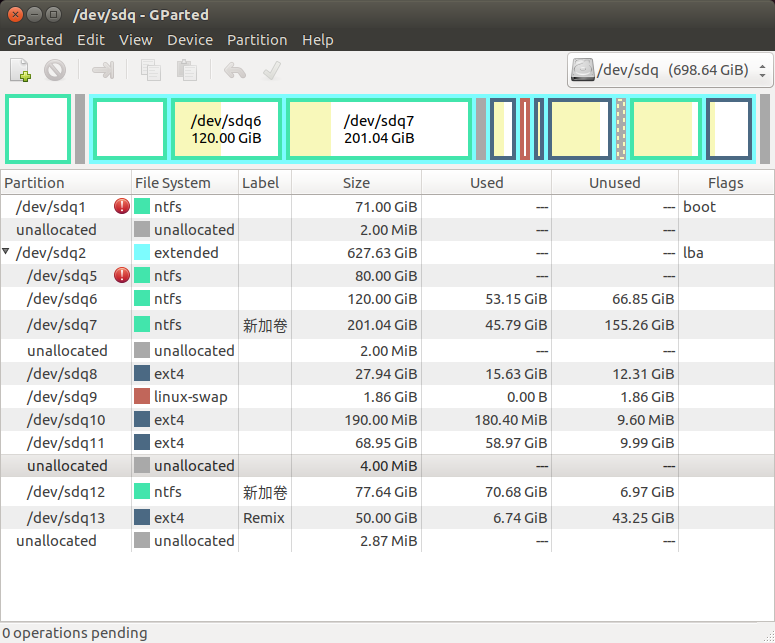 /dev/sdq - GParted
GParted Edit View Device Partition Help
/dev/sdq (698.64 GiB)
/dev/sdq6
120.00 GiB
/dev/sdq7
201.04 GiB
Partition File System Label Size Used Unused Flags
/dev/sdq1 ntfs 71.00 GiB --- --- boot
unallocated unallocated 2.00 MiB --- ---
/dev/sdq2 extended 627.63 GiB --- --- lba
/dev/sdq5 ntfs 80.00 GiB --- ---
/dev/sdq6 ntfs 120.00 GiB 53.15 GiB 66.85 GiB
/dev/sdq7 ntfs 新加卷 201.04 GiB 45.79 GiB 155.26 GiB
unallocated unallocated 2.00 MiB --- ---
/dev/sdq8 ext4 27.94 GiB 15.63 GiB 12.31 GiB
/dev/sdq9 linux-swap 1.86 GiB 0.00 B 1.86 GiB
/dev/sdq10 ext4 190.00 MiB 180.40 MiB 9.60 MiB
/dev/sdq11 ext4 68.95 GiB 58.97 GiB 9.99 GiB
unallocated unallocated 4.00 MiB --- ---
/dev/sdq12 ntfs 新加卷 77.64 GiB 70.68 GiB 6.97 GiB
/dev/sdq13 ext4 Remix 50.00 GiB 6.74 GiB 43.25 GiB
unallocated unallocated 2.87 MiB --- ---
0 operations pending